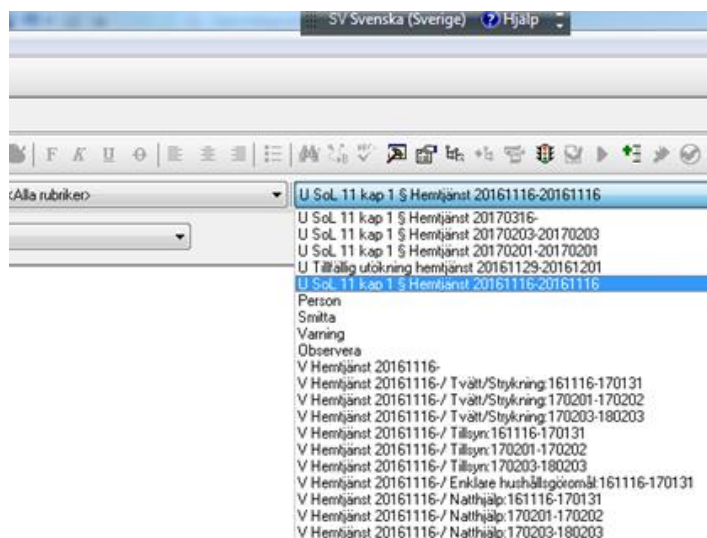 SV Svenska (Sverige) Hjälp
F K U
<Alla rubriker>
U SoL 11 kap 1 § Hemtjänst 20161116-20161116
U SoL 11 kap 1 § Hemtjänst 20170316-
U SoL 11 kap 1 § Hemtjänst 20170203-20170203
U SoL 11 kap 1 § Hemtjänst 20170201-20170201
U Tillfällig utökning hemtjänst 20161129-20161201
U SoL 11 kap 1 § Hemtjänst 20161116-20161116
Person
Smitta
Varning
Observera
V Hemtjänst 20161116-
V Hemtjänst 20161116-/ Tvätt/Strykning:161116-170131
V Hemtjänst 20161116-/ Tvätt/Strykning:170201-170202
V Hemtjänst 20161116-/ Tvätt/Strykning:170203-180203
V Hemtjänst 20161116-/ Tillsyn:161116-170131
V Hemtjänst 20161116-/ Tillsyn:170201-170202
V Hemtjänst 20161116-/ Tillsyn:170203-180203
V Hemtjänst 20161116-/ Enklare hushållsgöromål:161116-170131
V Hemtjänst 20161116-/ Natthjälp:161116-170131
V Hemtjänst 20161116-/ Natthjälp:170201-170202
V Hemtjänst 20161116-/ Natthjälp:170203-180203